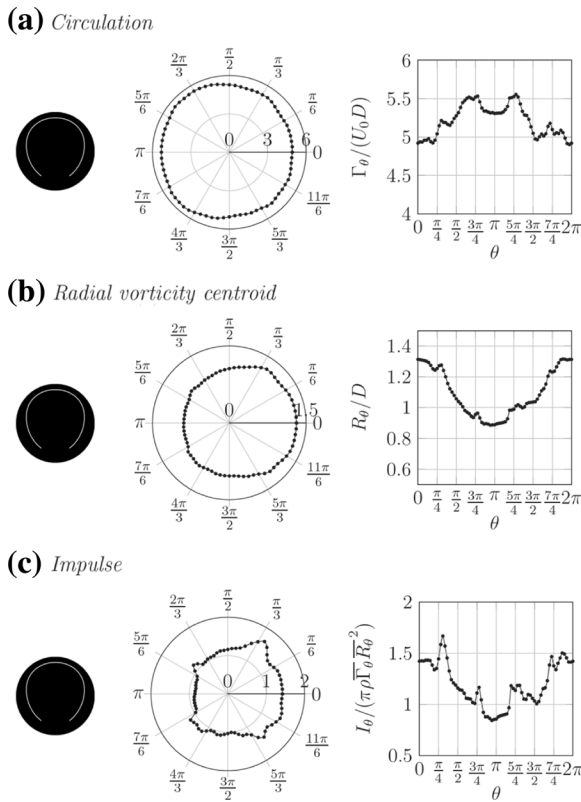 (a) Circulation
π/2
2π/3 π/3
5π/6 π/6
π 0 3 6 0
7π/6 11π/6
4π/3 5π/3
3π/2
Γθ/(U0D)
6
5.5
5
4.5
4
0 π/4 π/2 3π/4 π 5π/4 3π/2 7π/4 2π
θ
(b) Radial vorticity centroid
π/2
2π/3 π/3
5π/6 π/6
π 0 1.5 0
7π/6 11π/6
4π/3 5π/3
3π/2
Rθ/D
1.4
1.2
1
0.8
0.6
0 π/4 π/2 3π/4 π 5π/4 3π/2 7π/4 2π
θ
(c) Impulse
π/2
2π/3 π/3
5π/6 π/6
π 0 1 2 0
7π/6 11π/6
4π/3 5π/3
3π/2
Iθ/(πρΓ̅θR̅θ²)
2
1.5
1
0.5
0 π/4 π/2 3π/4 π 5π/4 3π/2 7π/4 2π
θ